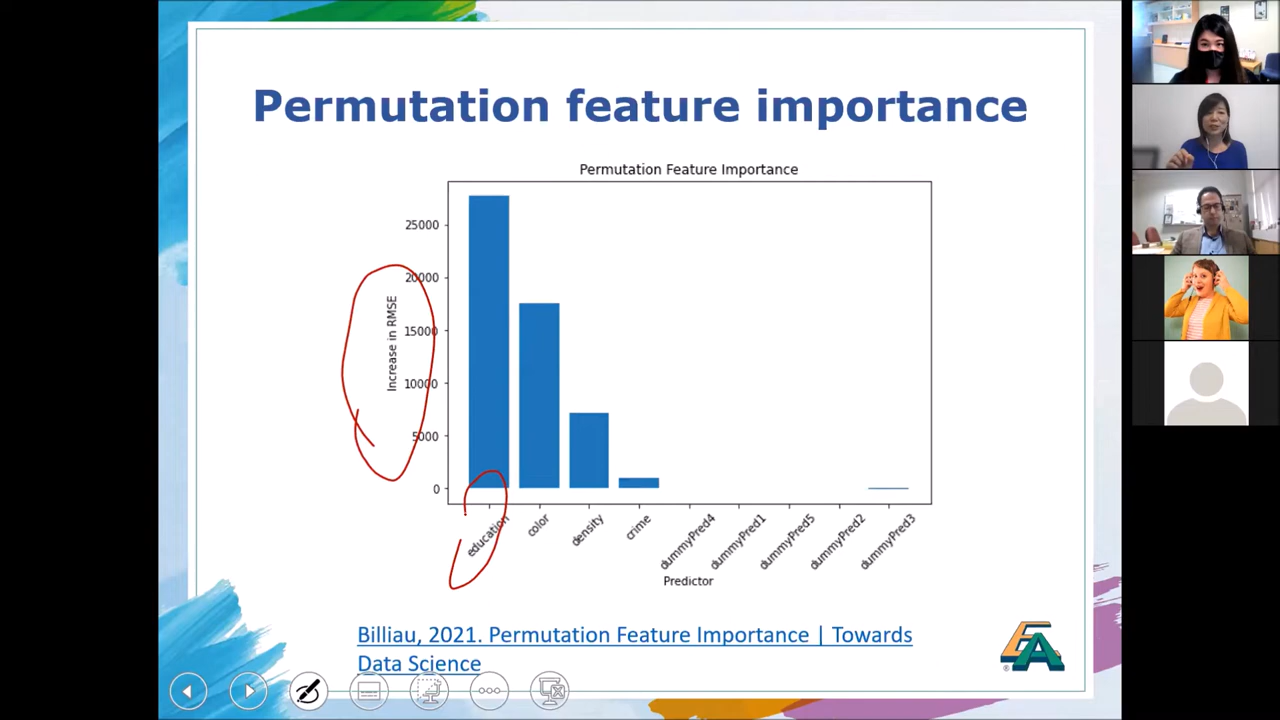 Permutation feature importance
Permutation Feature Importance
25000
20000
15000
10000
5000
0
Increase in RMSE
education
color
density
crime
dummyPred4
dummyPred1
dummyPred5
dummyPred2
dummyPred3
Predictor
Billiau, 2021. Permutation Feature Importance | Towards
Data Science
EA
®